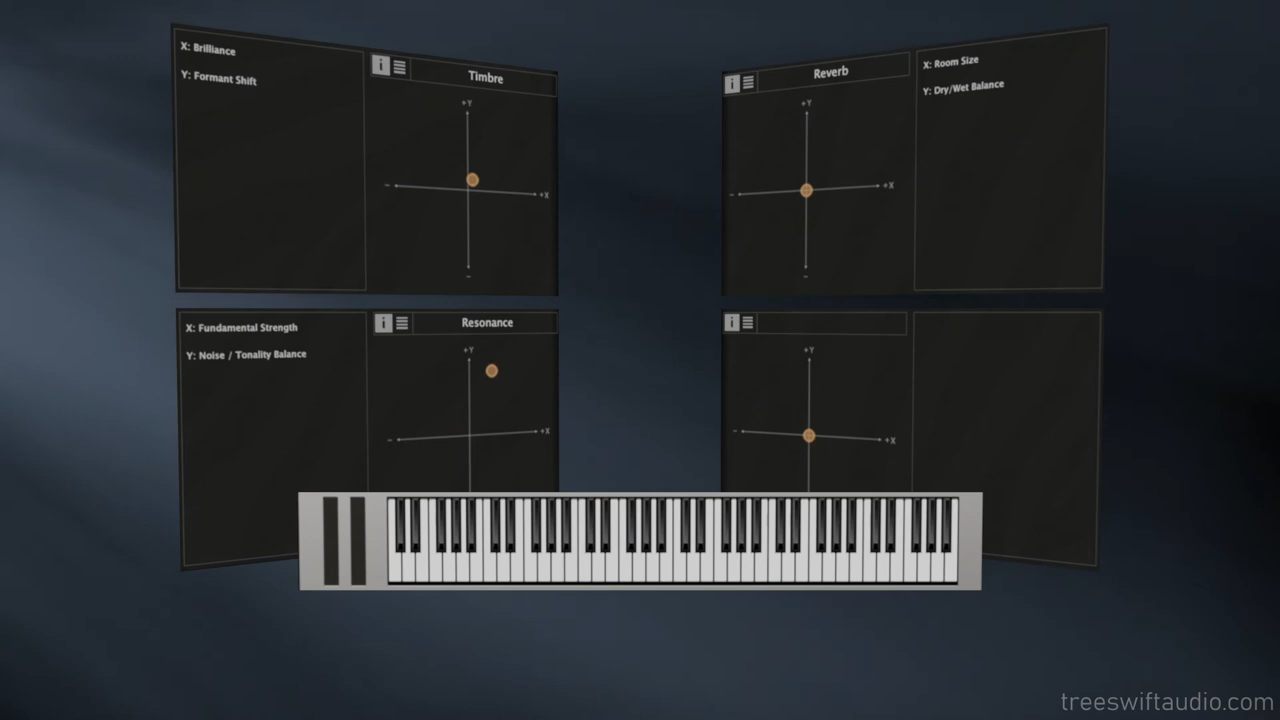 X: Brilliance
Y: Formant Shift
i
Timbre
+Y
-
+X
-
i
Reverb
+Y
-
+X
-
X: Room Size
Y: Dry/Wet Balance
X: Fundamental Strength
Y: Noise / Tonality Balance
i
Resonance
+Y
-
+X
i
+Y
-
+X
treeswiftaudio.com